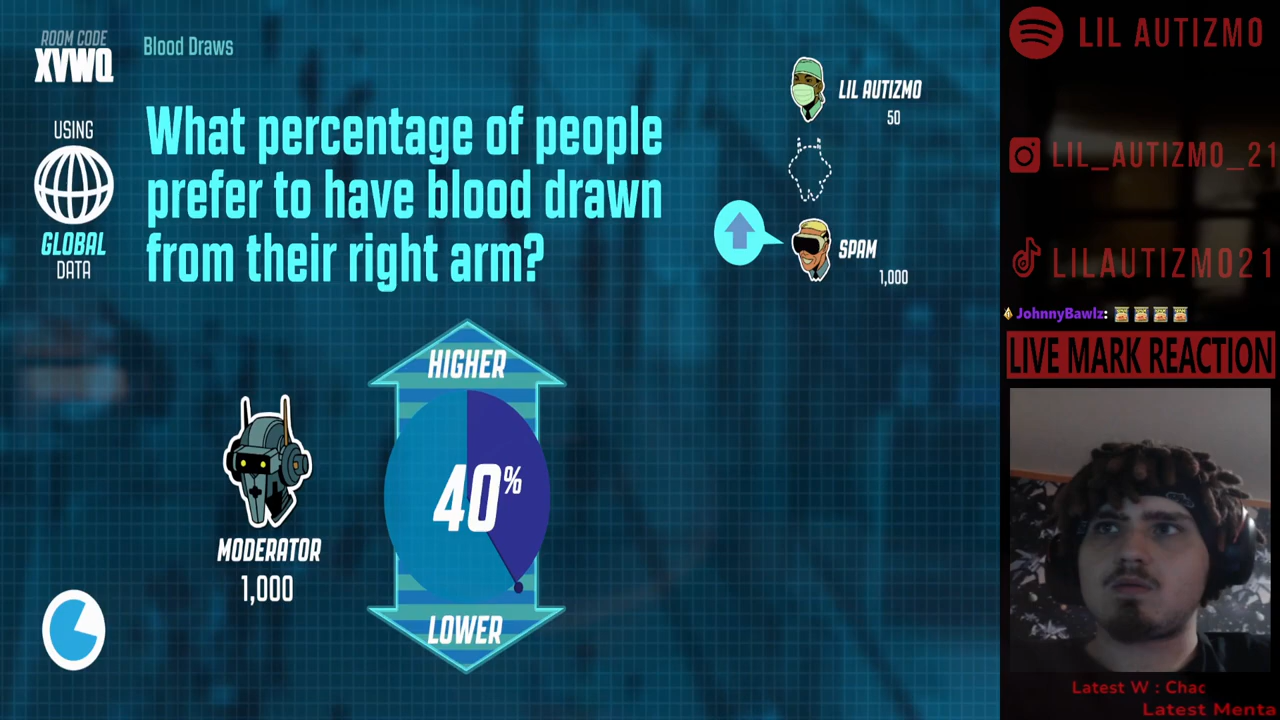 ROOM CODE
XVWQ
Blood Draws
USING
GLOBAL
DATA
What percentage of people
prefer to have blood drawn
from their right arm?
LIL AUTIZMO
50
SPAM
1,000
HIGHER
40%
LOWER
MODERATOR
1,000
LIL AUTIZMO
LIL_AUTIZMO_21
LILAUTIZMO21
JohnnyBawlz:
LIVE MARK REACTION
Latest W : Chac
Latest Menta